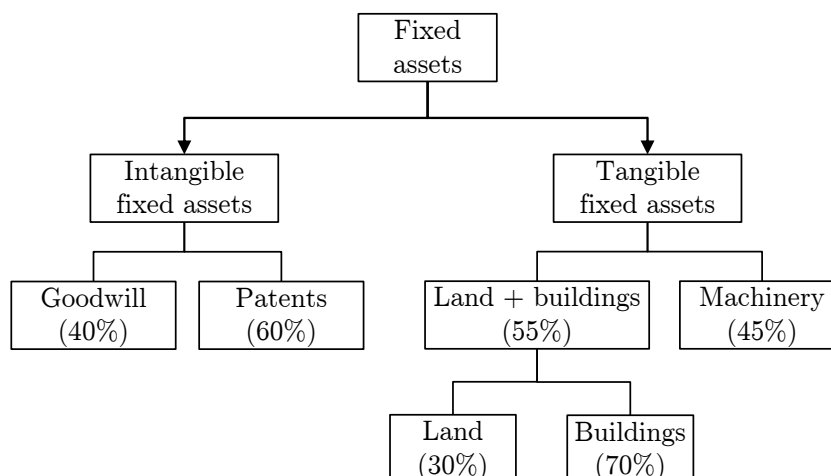 Fixed
assets
Intangible
fixed assets
Tangible
fixed assets
Goodwill
(40%)
Patents
(60%)
Land + buildings
(55%)
Machinery
(45%)
Land
(30%)
Buildings
(70%)